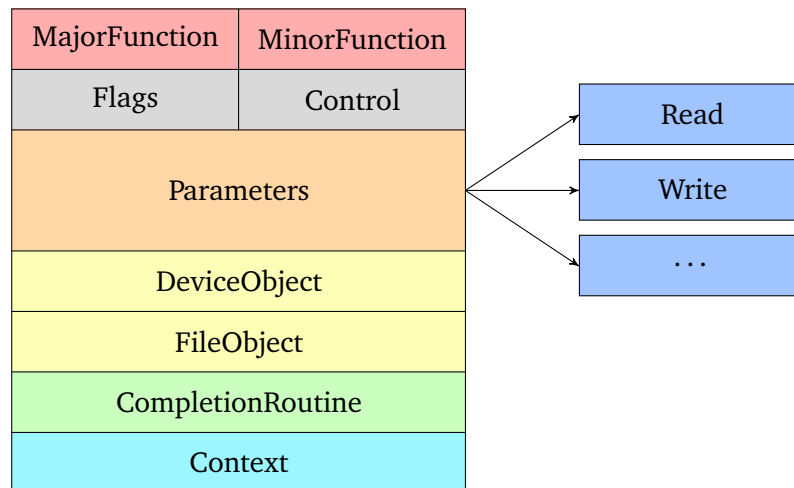 MajorFunction MinorFunction
Flags Control
Parameters
DeviceObject
FileObject
CompletionRoutine
Context
Read
Write
...